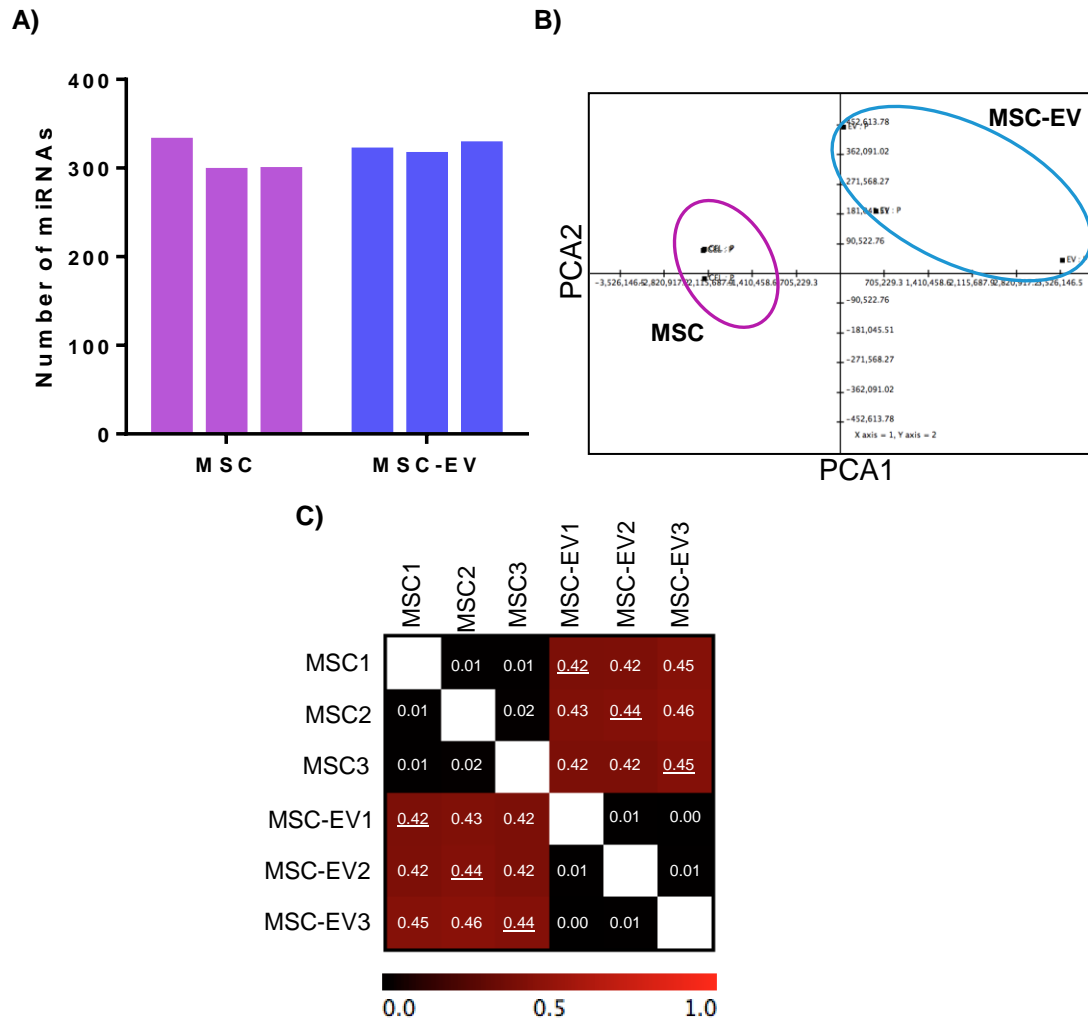 A)
B)
Number of miRNAs
400
300
200
100
0
MSC
MSC-EV
PCA2
MSC-EV
452,613.78
EV : P
362,091.02
271,568.27
EV : P
90,522.76
EV :
MSC
705,229.3
1,410,458.6
-90,522.76
-181,045.51
-271,568.27
-362,091.02
-452,613.78
X axis = 1, Y axis = 2
PCA1
C)
MSC1
MSC2
MSC3
MSC-EV1
MSC-EV2
MSC-EV3
MSC1 0.01 0.01 0.42 0.42 0.45
MSC2 0.01 0.02 0.43 0.44 0.46
MSC3 0.01 0.02 0.42 0.42 0.45
MSC-EV1 0.42 0.43 0.42 0.01 0.00
MSC-EV2 0.42 0.44 0.42 0.01 0.01
MSC-EV3 0.45 0.46 0.44 0.00 0.01
0.0 0.5 1.0